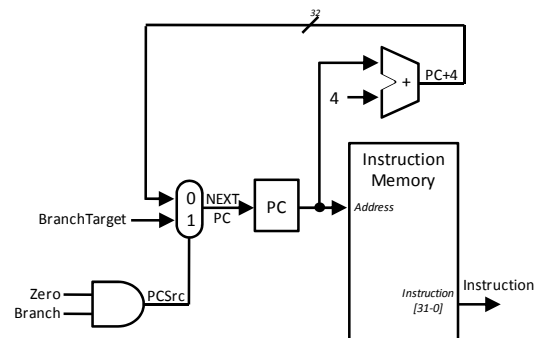 32
+
PC+4
4
Instruction
Memory
0
NEXT
PC
Address
BranchTarget
1
PC
Zero
PCSrc
Branch
Instruction
[31-0]
Instruction